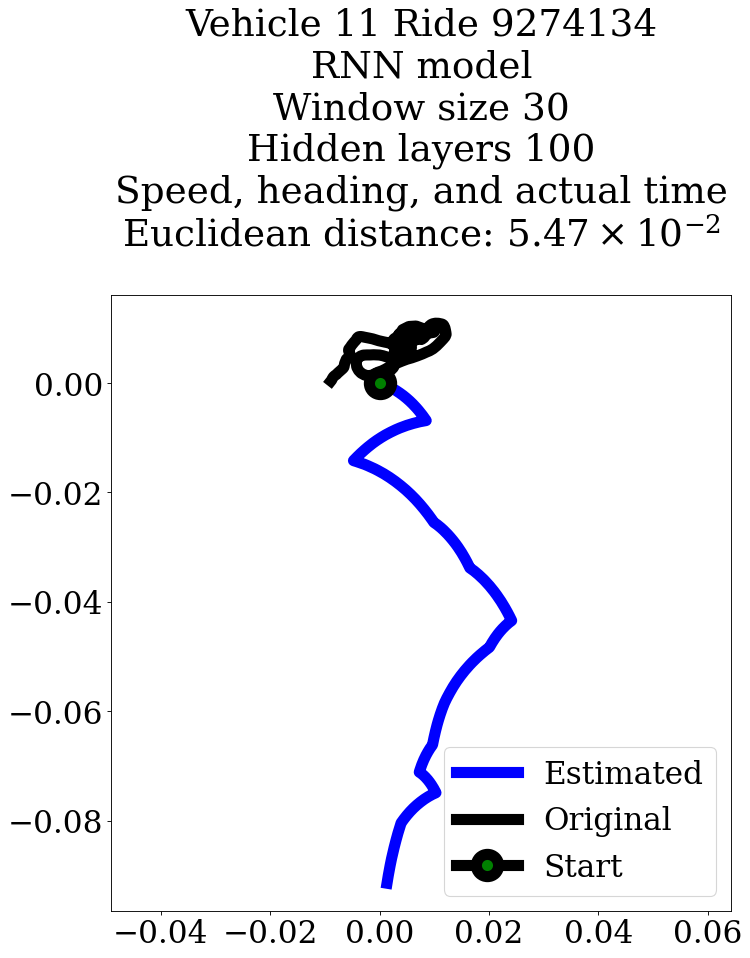 Vehicle 11 Ride 9274134
RNN model
Window size 30
Hidden layers 100
Speed, heading, and actual time
Euclidean distance: 5.47 × 10⁻²
0.00
−0.02
−0.04
−0.06
−0.08
Estimated
Original
Start
−0.04 −0.02 0.00 0.02 0.04 0.06